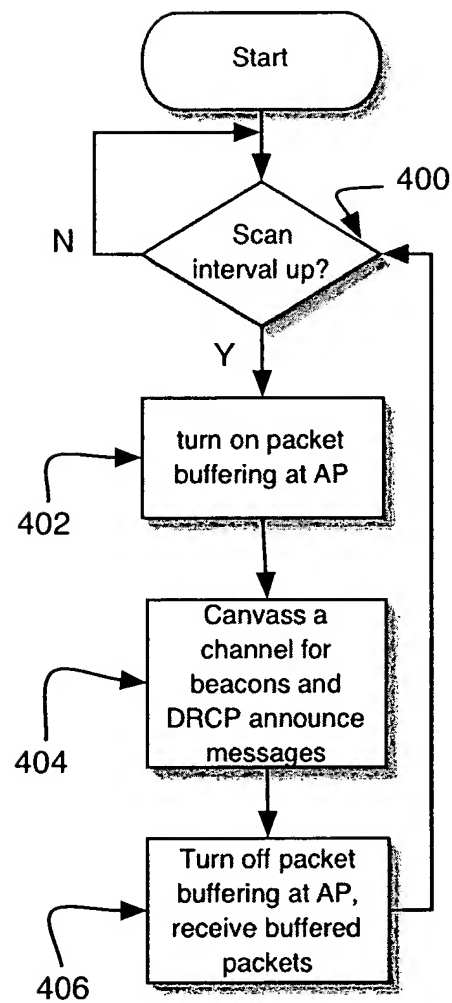 Start
400
N
Scan
interval up?
Y
turn on packet
buffering at AP
402
Canvass a
channel for
beacons and
DRCP announce
messages
404
Turn off packet
buffering at AP,
receive buffered
packets
406